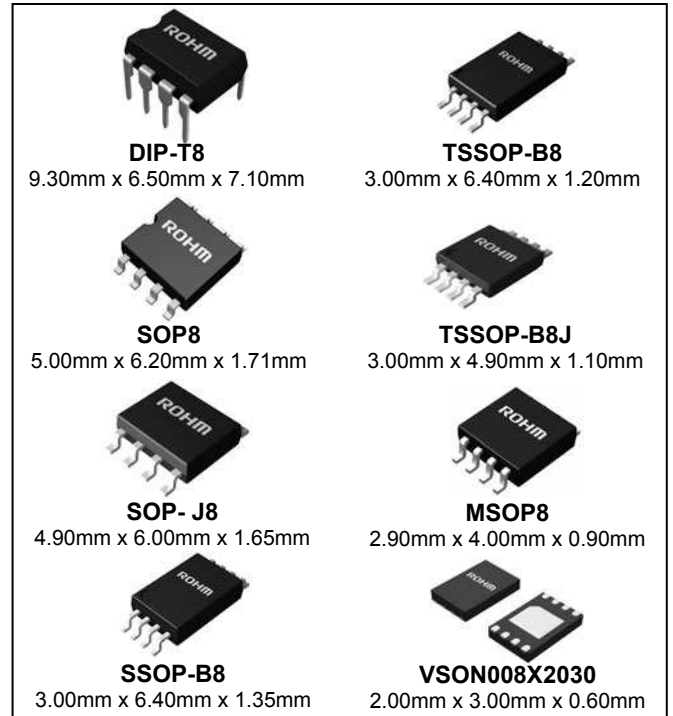 ROHM
DIP-T8
9.30mm x 6.50mm x 7.10mm
ROHM
TSSOP-B8
3.00mm x 6.40mm x 1.20mm
ROHM
SOP8
5.00mm x 6.20mm x 1.71mm
ROHM
TSSOP-B8J
3.00mm x 4.90mm x 1.10mm
ROHM
SOP- J8
4.90mm x 6.00mm x 1.65mm
ROHM
MSOP8
2.90mm x 4.00mm x 0.90mm
ROHM
SSOP-B8
3.00mm x 6.40mm x 1.35mm
ROHM
VSON008X2030
2.00mm x 3.00mm x 0.60mm